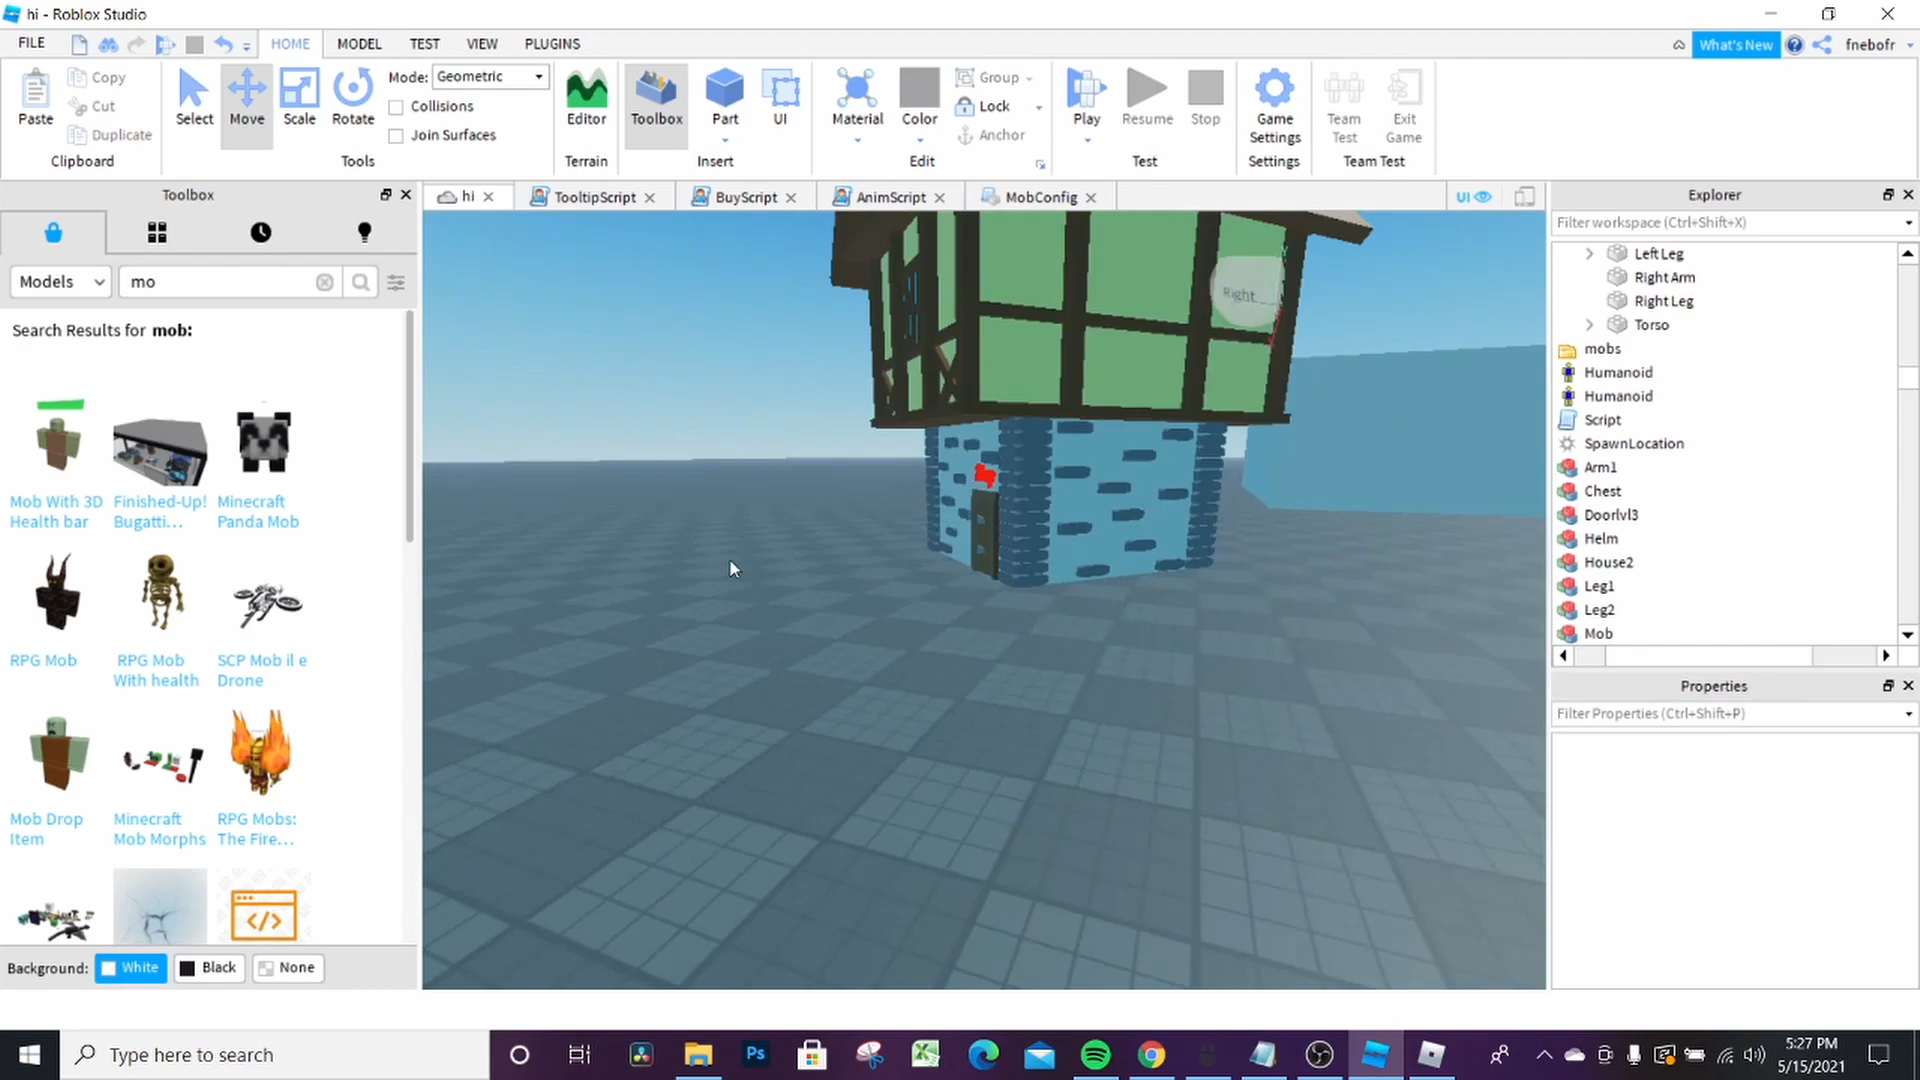 hi - Roblox Studio
FILE HOME MODEL TEST VIEW PLUGINS What's New fnebofr
Paste Copy Cut Duplicate Clipboard
Select Move Scale Rotate Mode: Geometric Collisions Join Surfaces Tools
Editor Terrain
Toolbox Part UI Insert
Material Color Group Lock Anchor Edit
Play Resume Stop Test
Game Settings Settings
Team Test Exit Game Team Test
Toolbox
Models mo
Search Results for mob:
Mob With 3D Health bar
Finished-Up! Bugatti...
Minecraft Panda Mob
RPG Mob
RPG Mob With health
SCP Mob il e Drone
Mob Drop Item
Minecraft Mob Morphs
RPG Mobs: The Fire...
Background: White Black None
hi TooltipScript BuyScript AnimScript MobConfig UI
Right
Explorer
Filter workspace (Ctrl+Shift+X)
Left Leg
Right Arm
Right Leg
Torso
mobs
Humanoid
Humanoid
Script
SpawnLocation
Arm1
Chest
Doorlvl3
Helm
House2
Leg1
Leg2
Mob
Properties
Filter Properties (Ctrl+Shift+P)
Type here to search
Ps
5:27 PM
5/15/2021